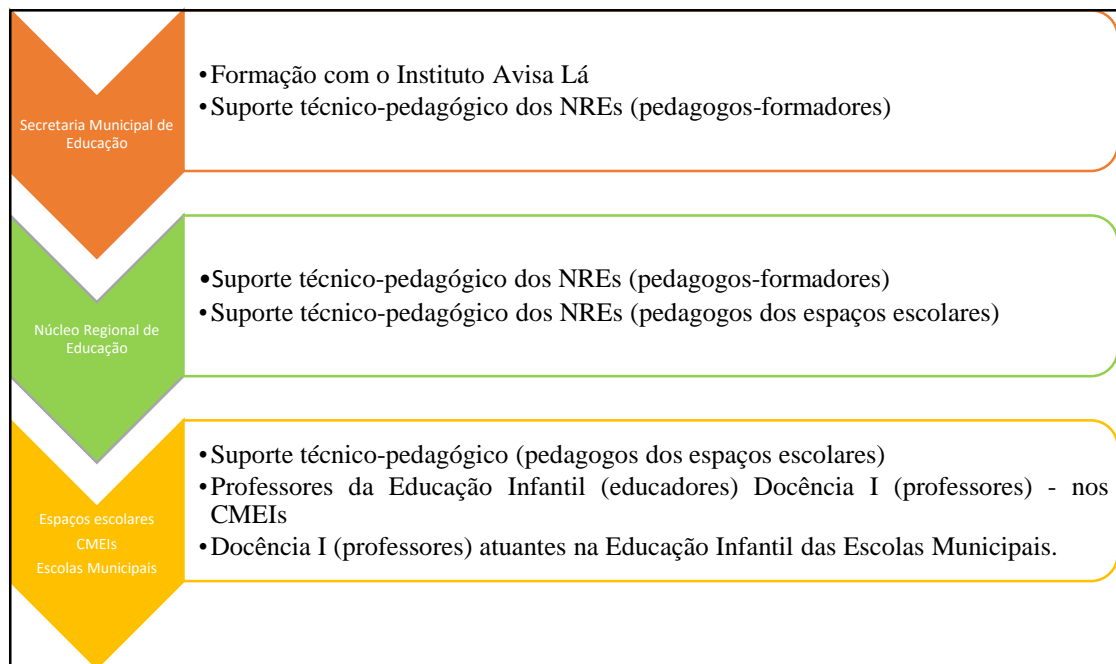 Secretaria Municipal de
Educação
•Formação com o Instituto Avisa Lá
•Suporte técnico-pedagógico dos NREs (pedagogos-formadores)
Núcleo Regional de
Educação
•Suporte técnico-pedagógico dos NREs (pedagogos-formadores)
•Suporte técnico-pedagógico dos NREs (pedagogos dos espaços escolares)
Espaços escolares
CMEIs
Escolas Municipais
•Suporte técnico-pedagógico (pedagogos dos espaços escolares)
•Professores da Educação Infantil (educadores) Docência I (professores) - nos
CMEIs
•Docência I (professores) atuantes na Educação Infantil das Escolas Municipais.